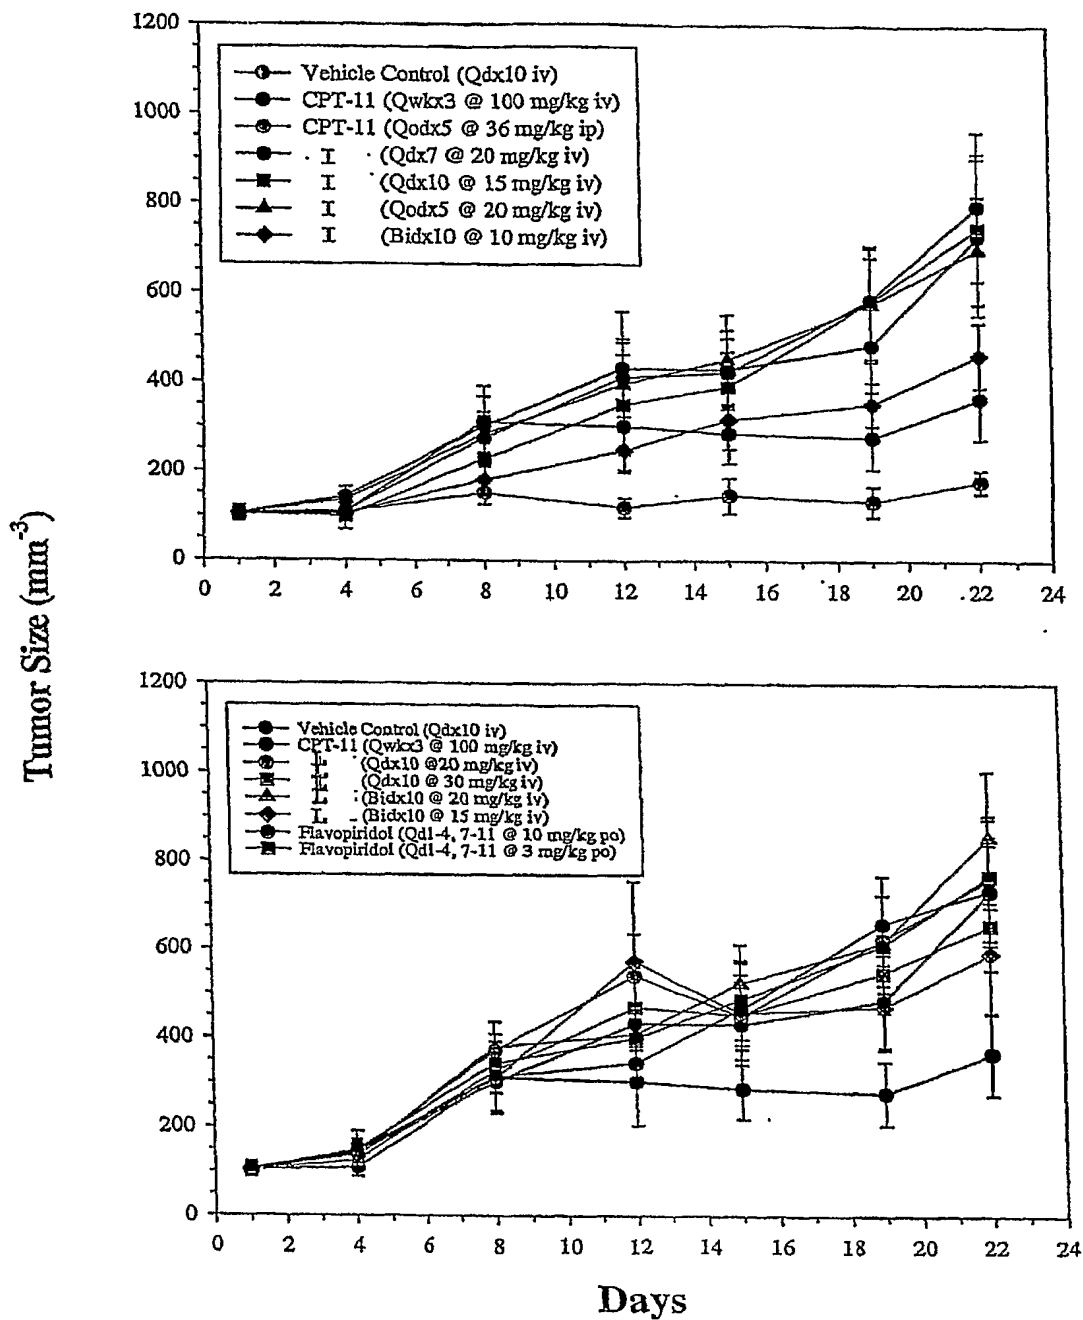 1200
1000
800
600
400
200
0
Vehicle Control (Qdx10 iv)
CPT-11 (Qwkx3 @ 100 mg/kg iv)
CPT-11 (Qodx5 @ 36 mg/kg ip)
I (Qdx7 @ 20 mg/kg iv)
I (Qdx10 @ 15 mg/kg iv)
I (Qodx5 @ 20 mg/kg iv)
I (Bidx10 @ 10 mg/kg iv)
0 2 4 6 8 10 12 14 16 18 20 22 24
Tumor Size (mm-3)
1200
1000
800
600
400
200
0
Vehicle Control (Qdx10 iv)
CPT-11 (Qwkx3 @ 100 mg/kg iv)
I (Qdx10 @20 mg/kg iv)
I (Qdx10 @ 30 mg/kg iv)
I (Bidx10 @ 20 mg/kg iv)
I (Bidx10 @ 15 mg/kg iv)
Flavopiridol (Qd1-4, 7-11 @ 10 mg/kg po)
Flavopiridol (Qd1-4, 7-11 @ 3 mg/kg po)
0 2 4 6 8 10 12 14 16 18 20 22 24
Days